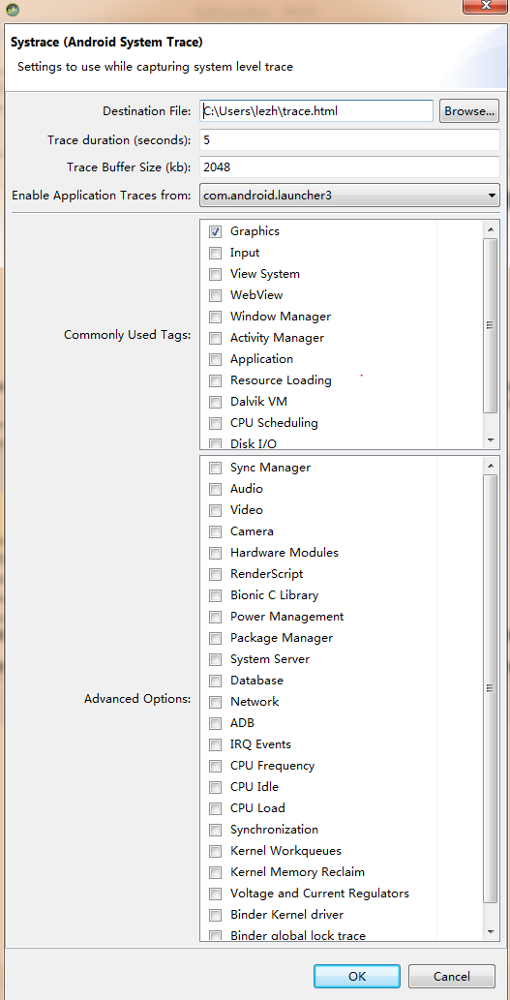 Systrace (Android System Trace)
Settings to use while capturing system level trace
Destination File: C:\Users\lezh\trace.html Browse...
Trace duration (seconds): 5
Trace Buffer Size (kb): 2048
Enable Application Traces from: com.android.launcher3
Commonly Used Tags:
Graphics
Input
View System
WebView
Window Manager
Activity Manager
Application
Resource Loading
Dalvik VM
CPU Scheduling
Disk I/O
Advanced Options:
Sync Manager
Audio
Video
Camera
Hardware Modules
RenderScript
Bionic C Library
Power Management
Package Manager
System Server
Database
Network
ADB
IRQ Events
CPU Frequency
CPU Idle
CPU Load
Synchronization
Kernel Workqueues
Kernel Memory Reclaim
Voltage and Current Regulators
Binder Kernel driver
Binder global lock trace
OK Cancel